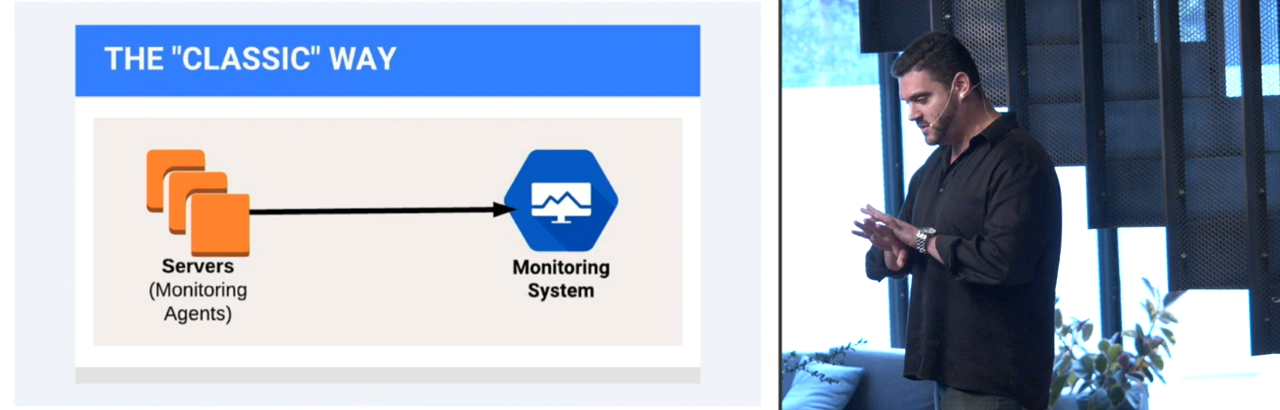 THE "CLASSIC" WAY
Servers
(Monitoring
Agents)
Monitoring
System